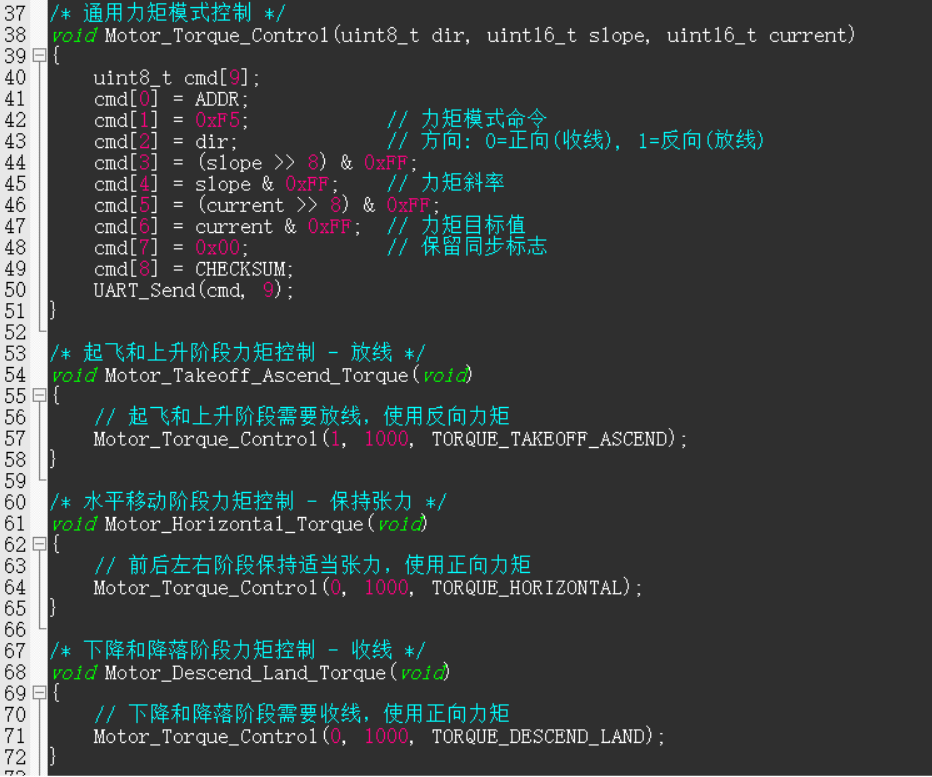 37 /* 通用力矩模式控制 */
38 void Motor_Torque_Control(uint8_t dir, uint16_t slope, uint16_t current)
39 {
40     uint8_t cmd[9];
41     cmd[0] = ADDR;
42     cmd[1] = 0xF5;             // 力矩模式命令
43     cmd[2] = dir;              // 方向: 0=正向(收线), 1=反向(放线)
44     cmd[3] = (slope >> 8) & 0xFF;
45     cmd[4] = slope & 0xFF;     // 力矩斜率
46     cmd[5] = (current >> 8) & 0xFF;
47     cmd[6] = current & 0xFF;   // 力矩目标值
48     cmd[7] = 0x00;             // 保留同步标志
49     cmd[8] = CHECKSUM;
50     UART_Send(cmd, 9);
51 }
52
53 /* 起飞和上升阶段力矩控制 - 放线 */
54 void Motor_Takeoff_Ascend_Torque(void)
55 {
56     // 起飞和上升阶段需要放线，使用反向力矩
57     Motor_Torque_Control(1, 1000, TORQUE_TAKEOFF_ASCEND);
58 }
59
60 /* 水平移动阶段力矩控制 - 保持张力 */
61 void Motor_Horizontal_Torque(void)
62 {
63     // 前后左右阶段保持适当张力，使用正向力矩
64     Motor_Torque_Control(0, 1000, TORQUE_HORIZONTAL);
65 }
66
67 /* 下降和降落阶段力矩控制 - 收线 */
68 void Motor_Descend_Land_Torque(void)
69 {
70     // 下降和降落阶段需要收线，使用正向力矩
71     Motor_Torque_Control(0, 1000, TORQUE_DESCEND_LAND);
72 }